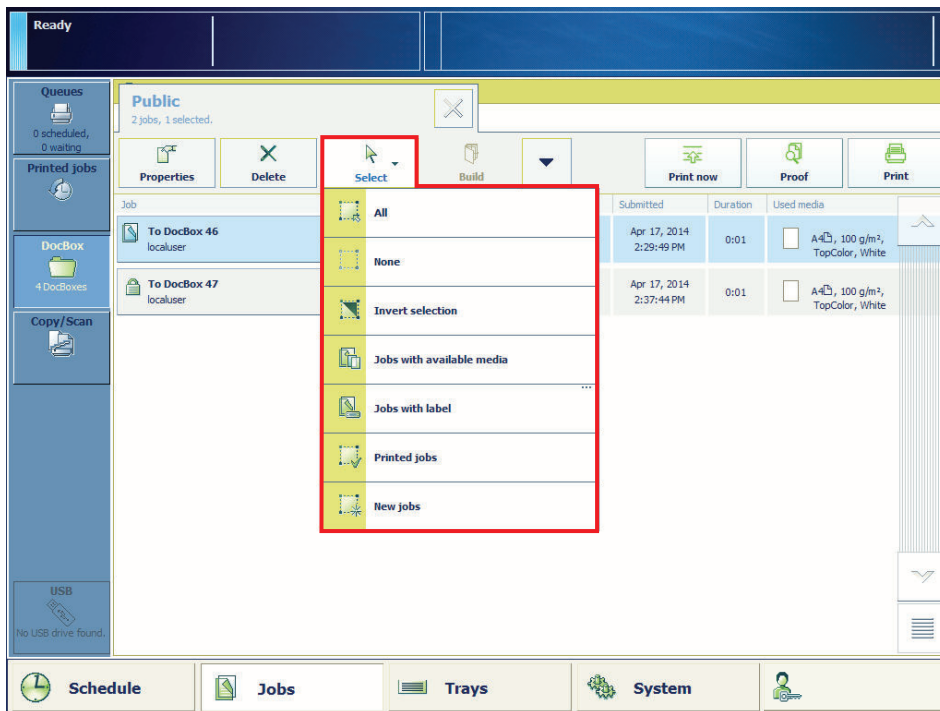 Ready
Queues
0 scheduled,
0 waiting
Printed jobs
DocBox
4 DocBoxes
Copy/Scan
USB
No USB drive found.
Public
2 jobs, 1 selected.
Properties
Delete
Select
Build
Print now
Proof
Print
Job
Submitted
Duration
Used media
To DocBox 46
localuser
Apr 17, 2014
2:29:49 PM
0:01
A4, 100 g/m²,
TopColor, White
To DocBox 47
localuser
Apr 17, 2014
2:37:44 PM
0:01
A4, 100 g/m²,
TopColor, White
All
None
Invert selection
Jobs with available media
...
Jobs with label
Printed jobs
New jobs
Schedule
Jobs
Trays
System